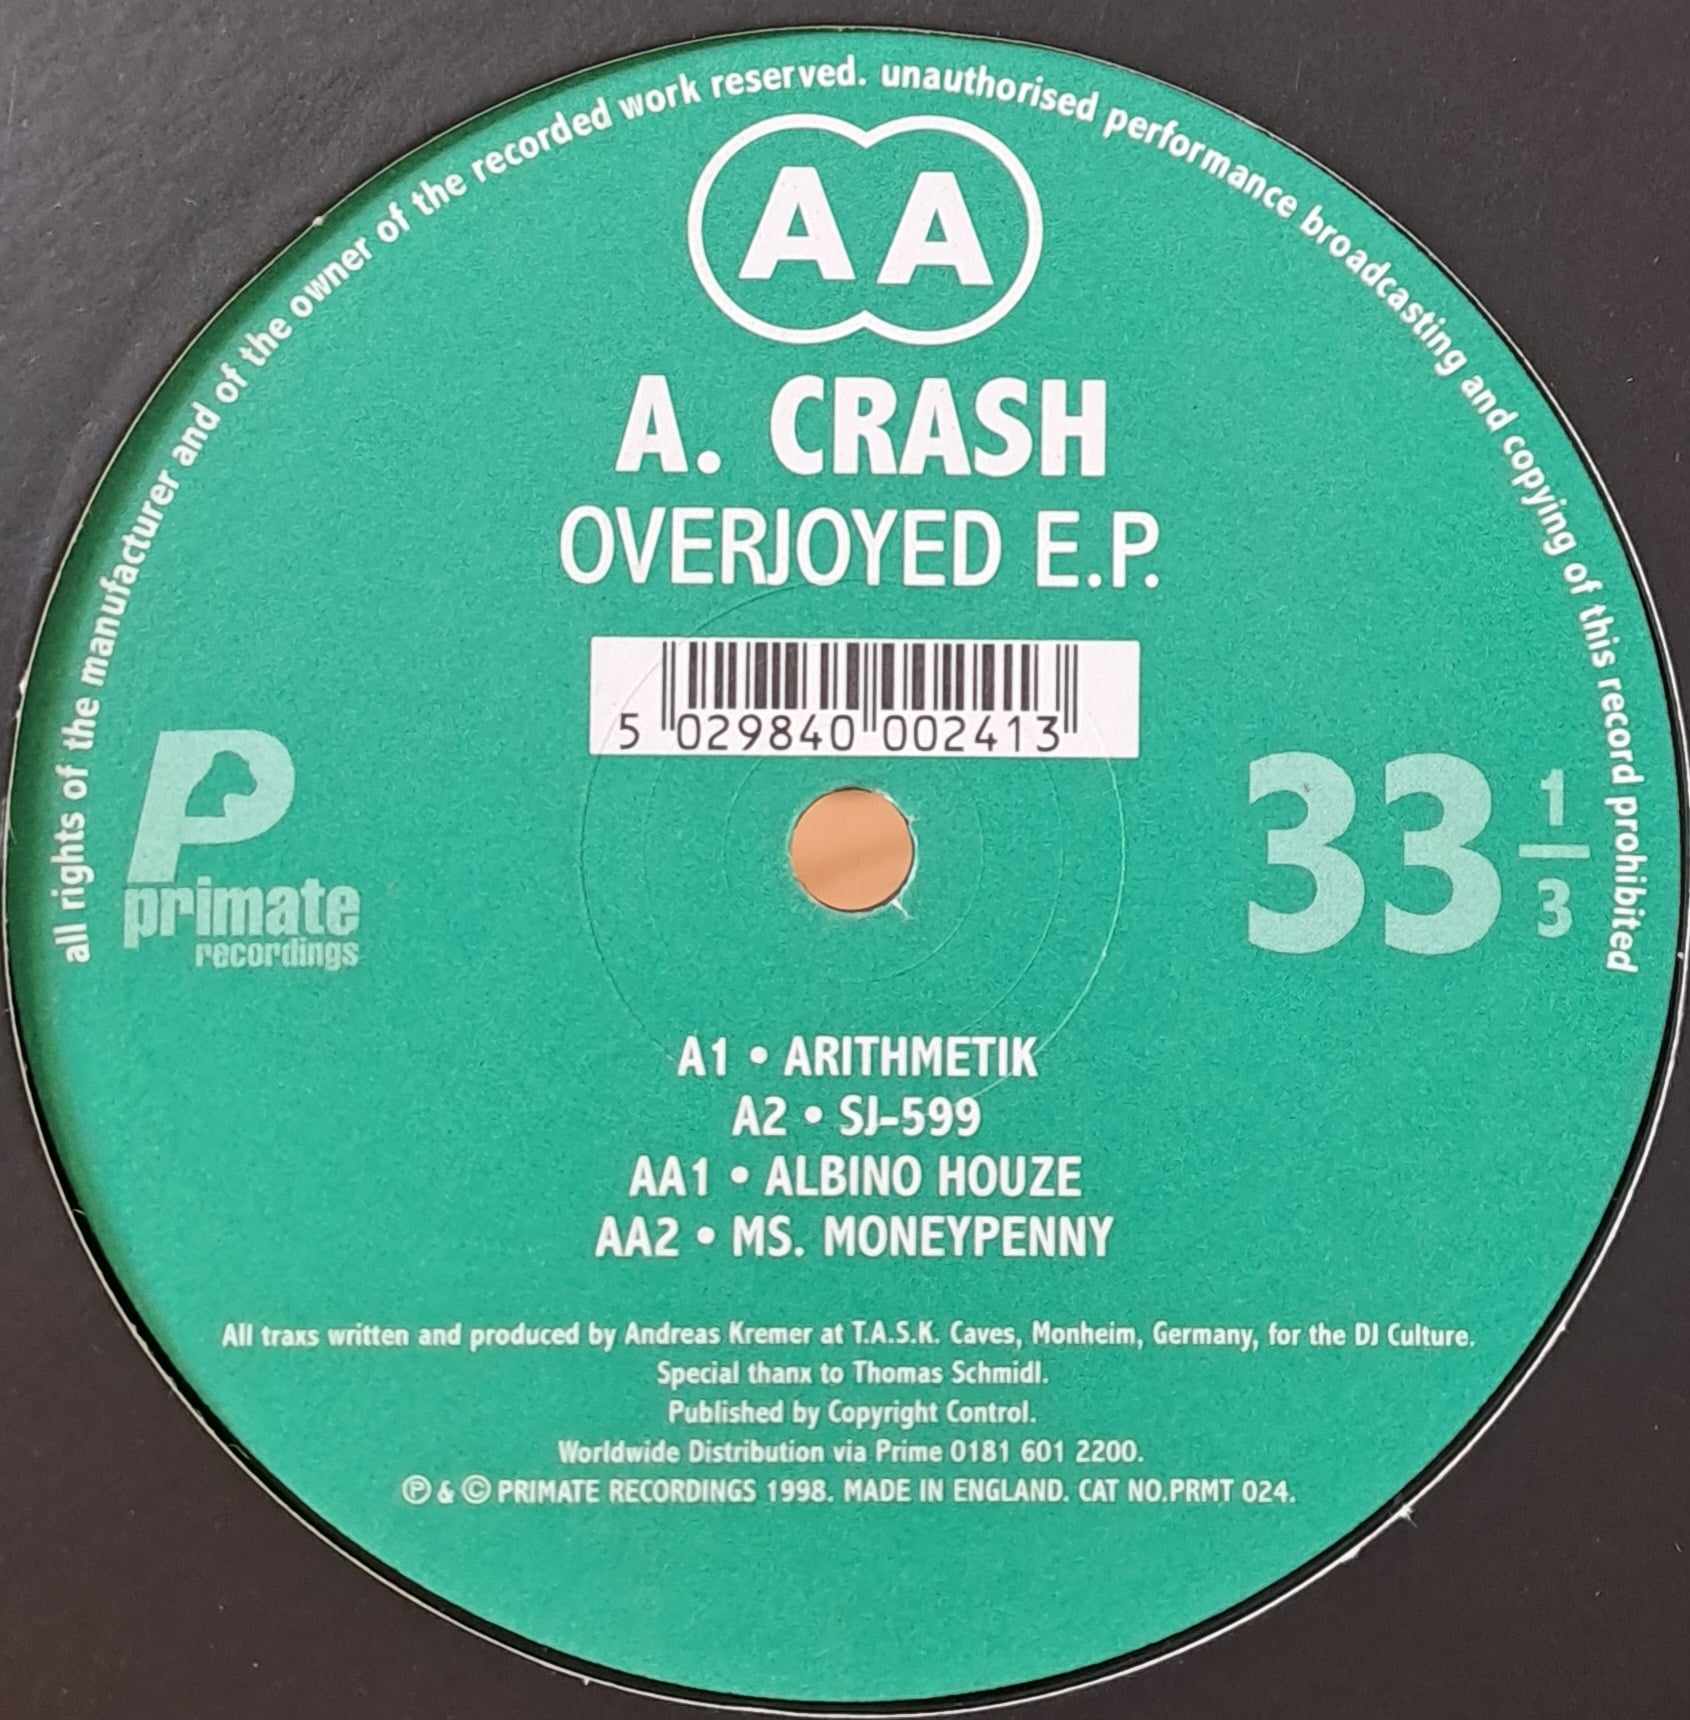 all rights of the manufacturer and of the owner of the recorded work reserved. unauthorised performance broadcasting and copying of this record prohibited
AA
A. CRASH
OVERJOYED E.P.
5 029840 002413
P
primate
recordings
33 1/3
A1 • ARITHMETIK
A2 • SJ-599
AA1 • ALBINO HOUZE
AA2 • MS. MONEYPENNY
All traxs written and produced by Andreas Kremer at T.A.S.K. Caves, Monheim, Germany, for the DJ Culture.
Special thanx to Thomas Schmidl.
Published by Copyright Control.
Worldwide Distribution via Prime 0181 601 2200.
℗ & © PRIMATE RECORDINGS 1998. MADE IN ENGLAND. CAT NO.PRMT 024.